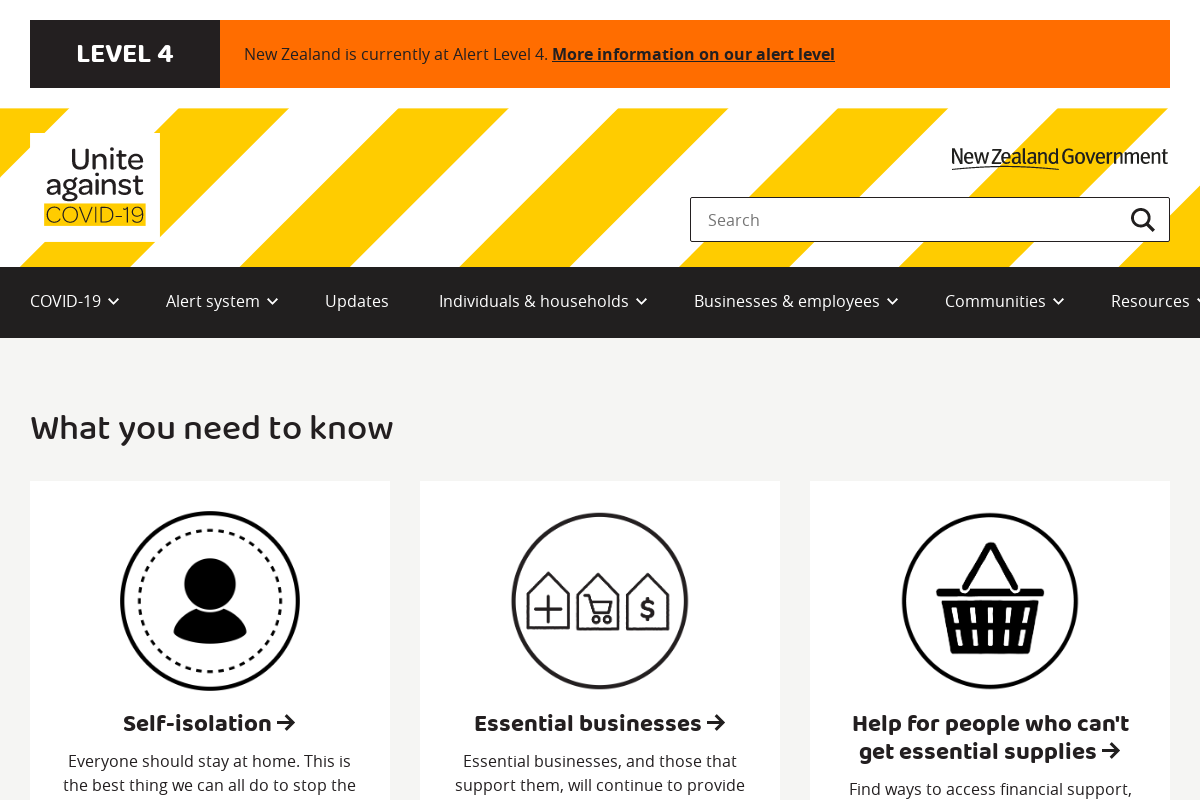 LEVEL 4
New Zealand is currently at Alert Level 4. More information on our alert level
Unite
against
COVID-19
New Zealand Government
Search
COVID-19
Alert system
Updates
Individuals & households
Businesses & employees
Communities
Resources
What you need to know
$
Self-isolation
Everyone should stay at home. This is
the best thing we can all do to stop the
Essential businesses
Essential businesses, and those that
support them, will continue to provide
Help for people who can't
get essential supplies
Find ways to access financial support,